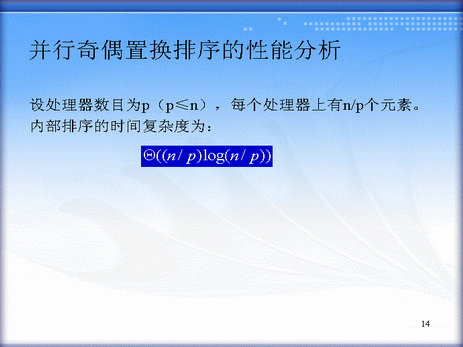 并行奇偶置换排序的性能分析
设处理器数目为p（p≤n），每个处理器上有n/p个元素。
内部排序的时间复杂度为：
Θ((n/ p)log(n/ p))
14